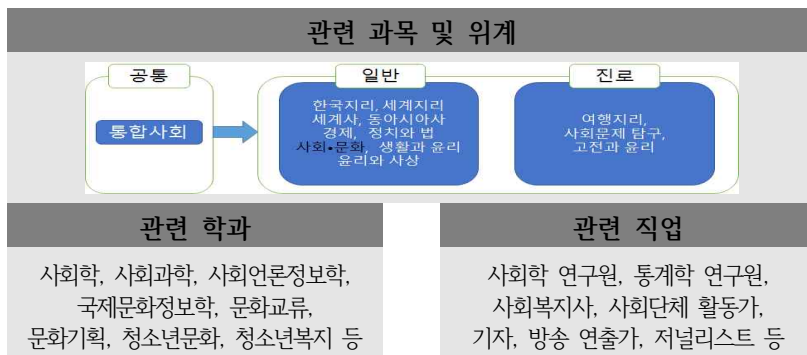 관련 과목 및 위계
공통
일반
진로
통합사회
한국지리, 세계지리
세계사, 동아시아사
경제, 정치와 법
사회•문화, 생활과 윤리
윤리와 사상
여행지리,
사회문제 탐구,
고전과 윤리
관련 학과
사회학, 사회과학, 사회언론정보학,
국제문화정보학, 문화교류,
문화기획, 청소년문화, 청소년복지 등
관련 직업
사회학 연구원, 통계학 연구원,
사회복지사, 사회단체 활동가,
기자, 방송 연출가, 저널리스트 등